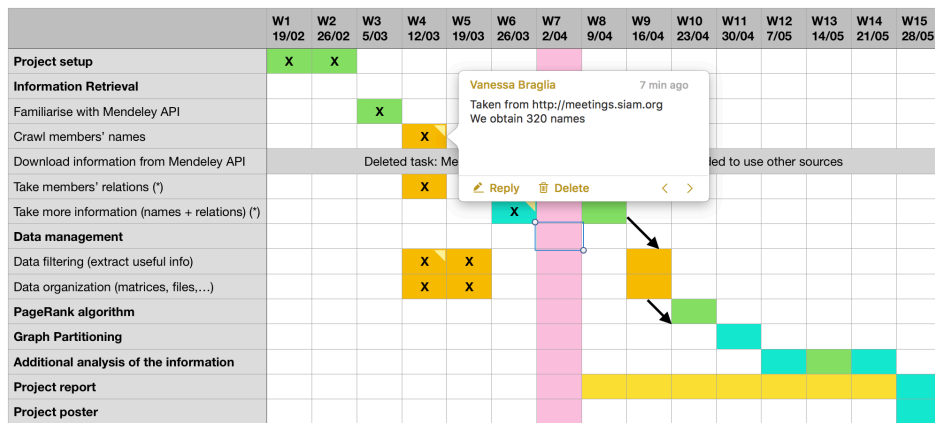 W1 W2 W3 W4 W5 W6 W7 W8 W9 W10 W11 W12 W13 W14 W15
19/02 26/02 5/03 12/03 19/03 26/03 2/04 9/04 16/04 23/04 30/04 7/05 14/05 21/05 28/05
Project setup X X
Information Retrieval
Familiarise with Mendeley API X
Crawl members' names X
Download information from Mendeley API Deleted task: Me led to use other sources
Take members' relations (*) X
Take more information (names + relations) (*) X
Data management
Data filtering (extract useful info) X X
Data organization (matrices, files,…) X X
PageRank algorithm
Graph Partitioning
Additional analysis of the information
Project report
Project poster
Vanessa Braglia 7 min ago
Taken from http://meetings.siam.org
We obtain 320 names
Reply Delete